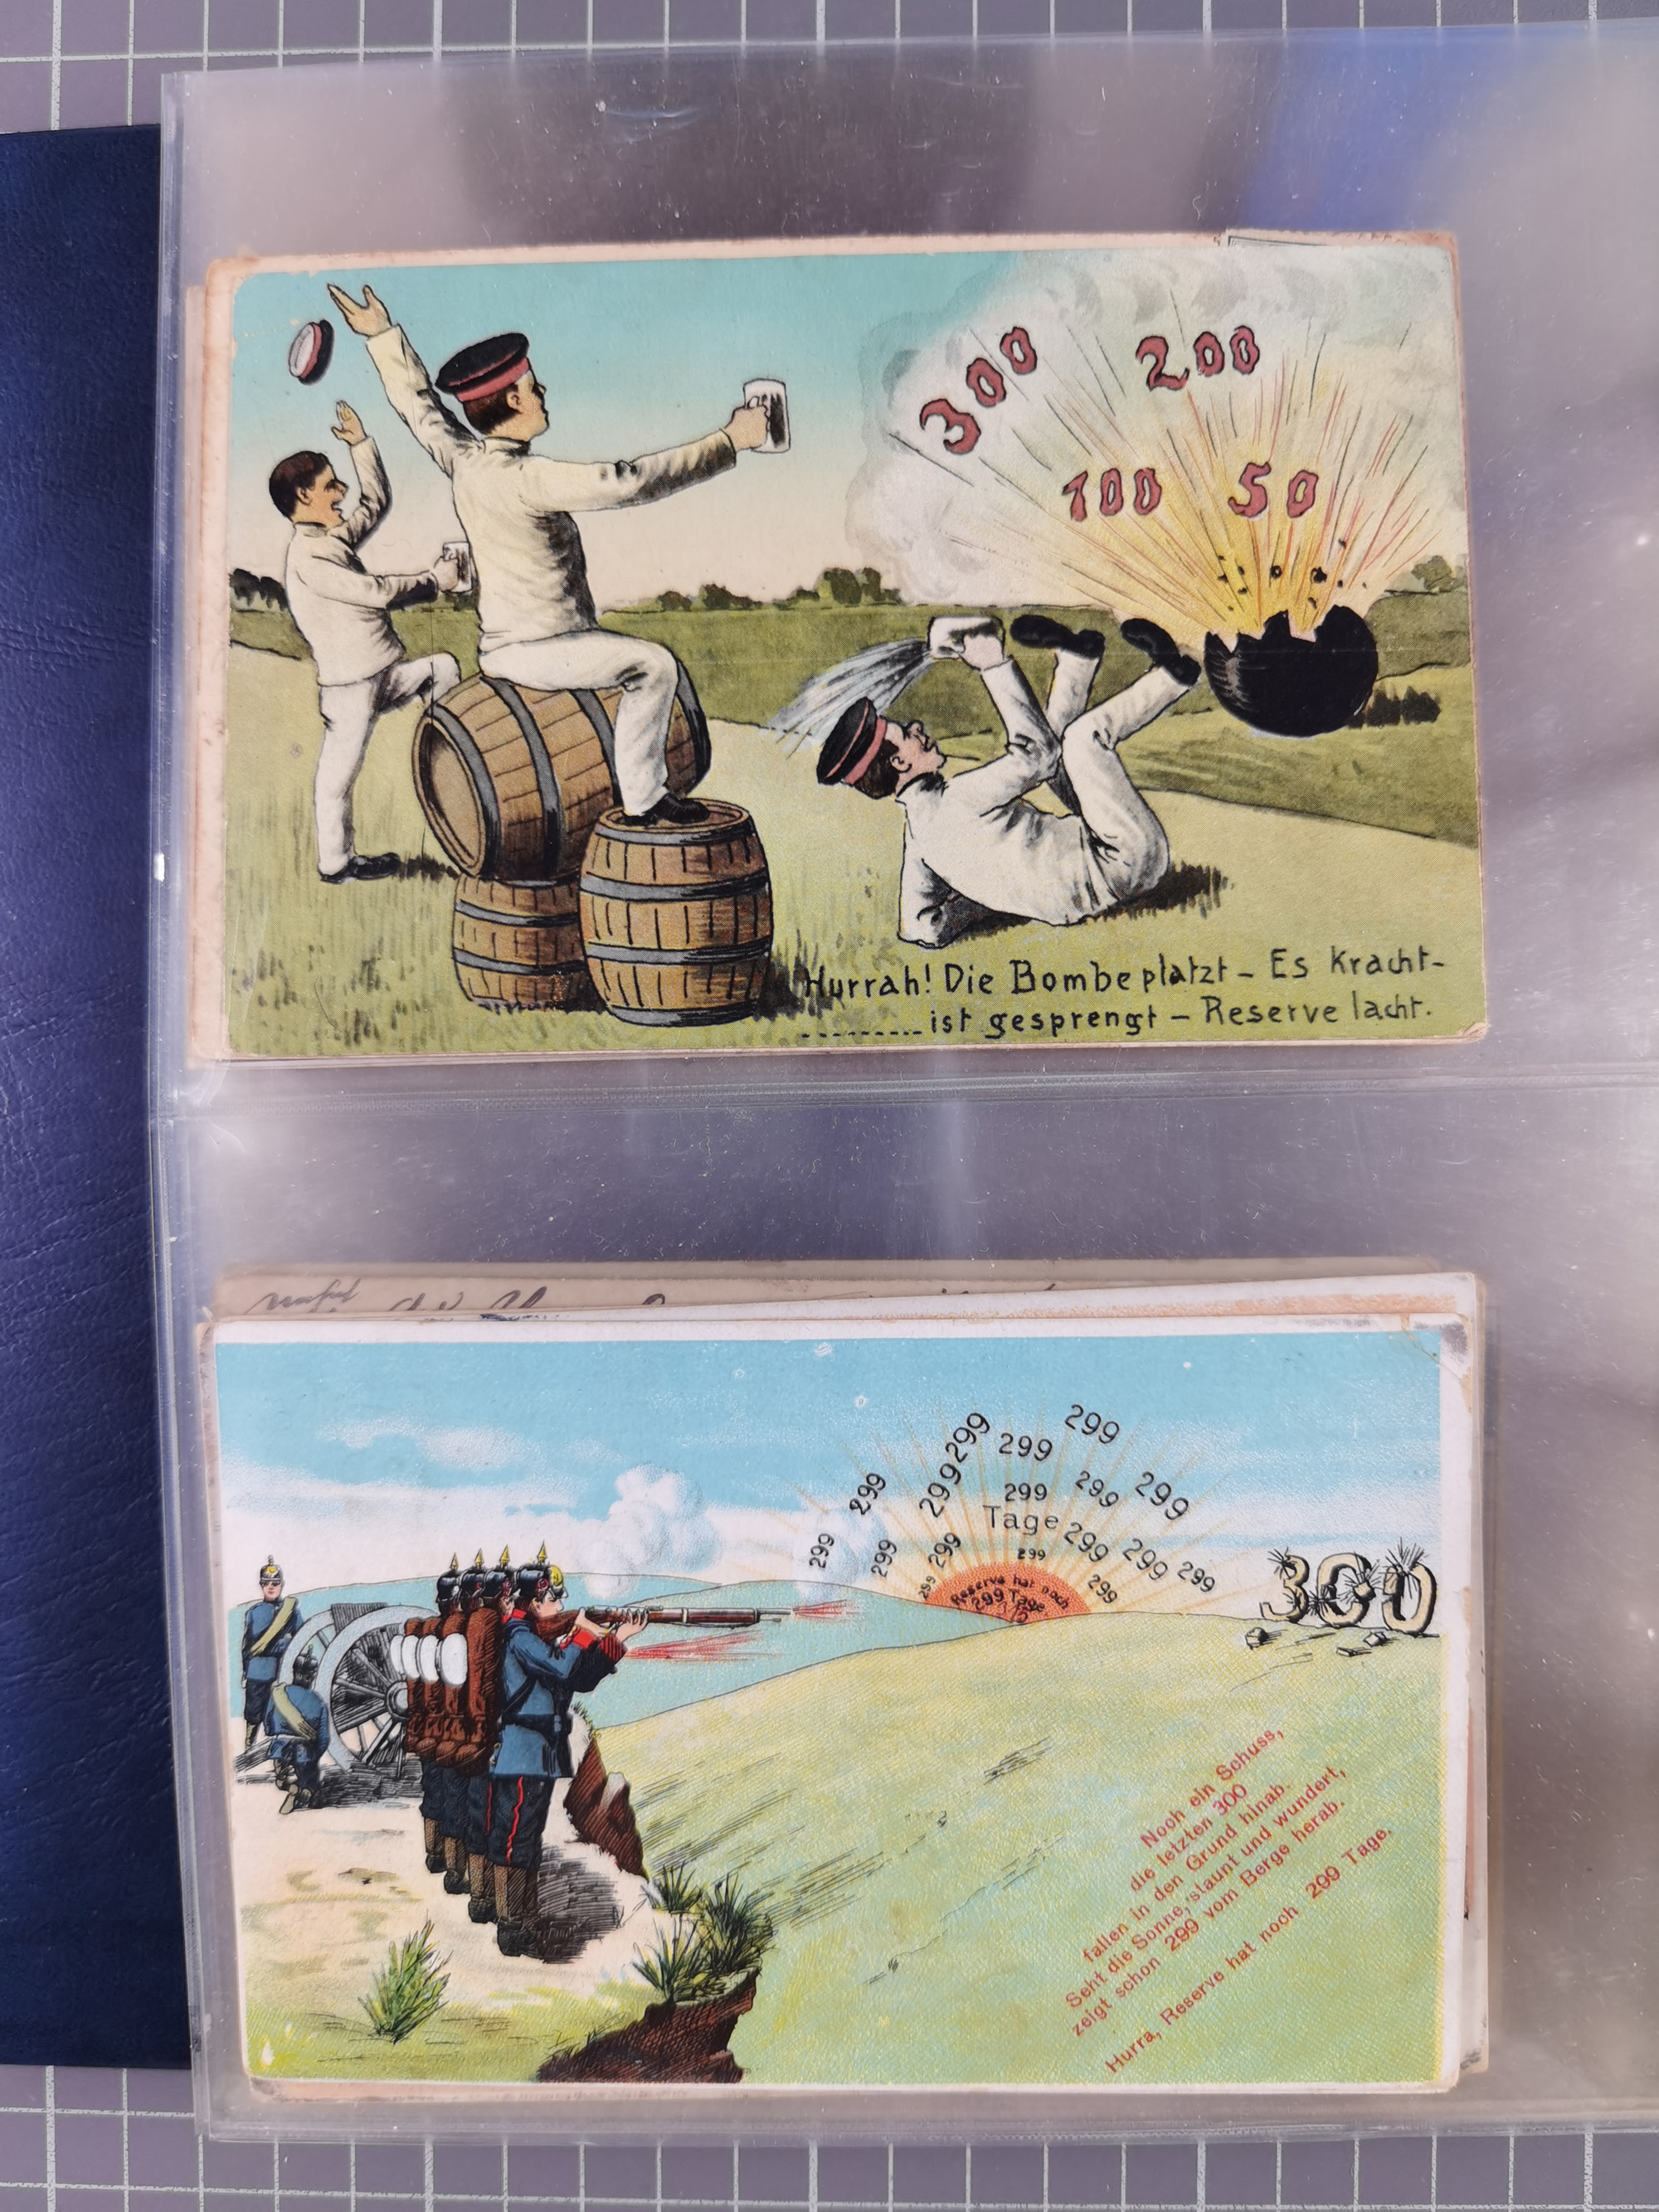 300 200
100 50
Hurrah! Die Bombe platzt - Es Kracht-
......... ist gesprengt - Reserve lacht.
299
299 299
299 299 299 299
299
Tage
299 299 299 299 299 299
299
299 299
Reserve hat noch
299 Tage
300
Noch ein Schuss,
die letzten 300
fallen in den Grund hinab.
Seht die Sonne, staunt und wundert,
zeigt schon 299 vom Berge herab.
Hurra, Reserve hat noch 299 Tage.